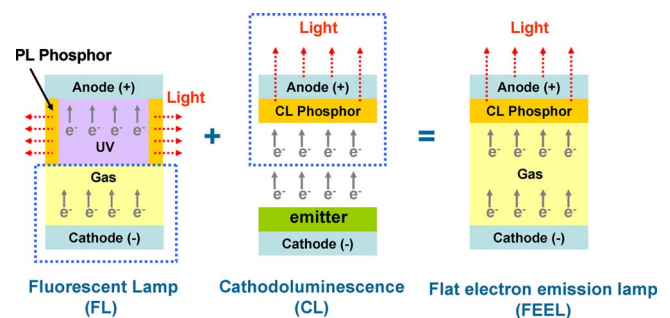 PL Phosphor
Anode (+)
Light
e⁻ e⁻ e⁻ e⁻
UV
Gas
e⁻ e⁻ e⁻ e⁻
Cathode (-)
Fluorescent Lamp
(FL)
+
Light
Anode (+)
CL Phosphor
e⁻ e⁻ e⁻ e⁻
e⁻ e⁻ e⁻ e⁻
emitter
Cathode (-)
Cathodoluminescence
(CL)
=
Light
Anode (+)
CL Phosphor
e⁻ e⁻ e⁻ e⁻
Gas
e⁻ e⁻ e⁻ e⁻
Cathode (-)
Flat electron emission lamp
(FEEL)